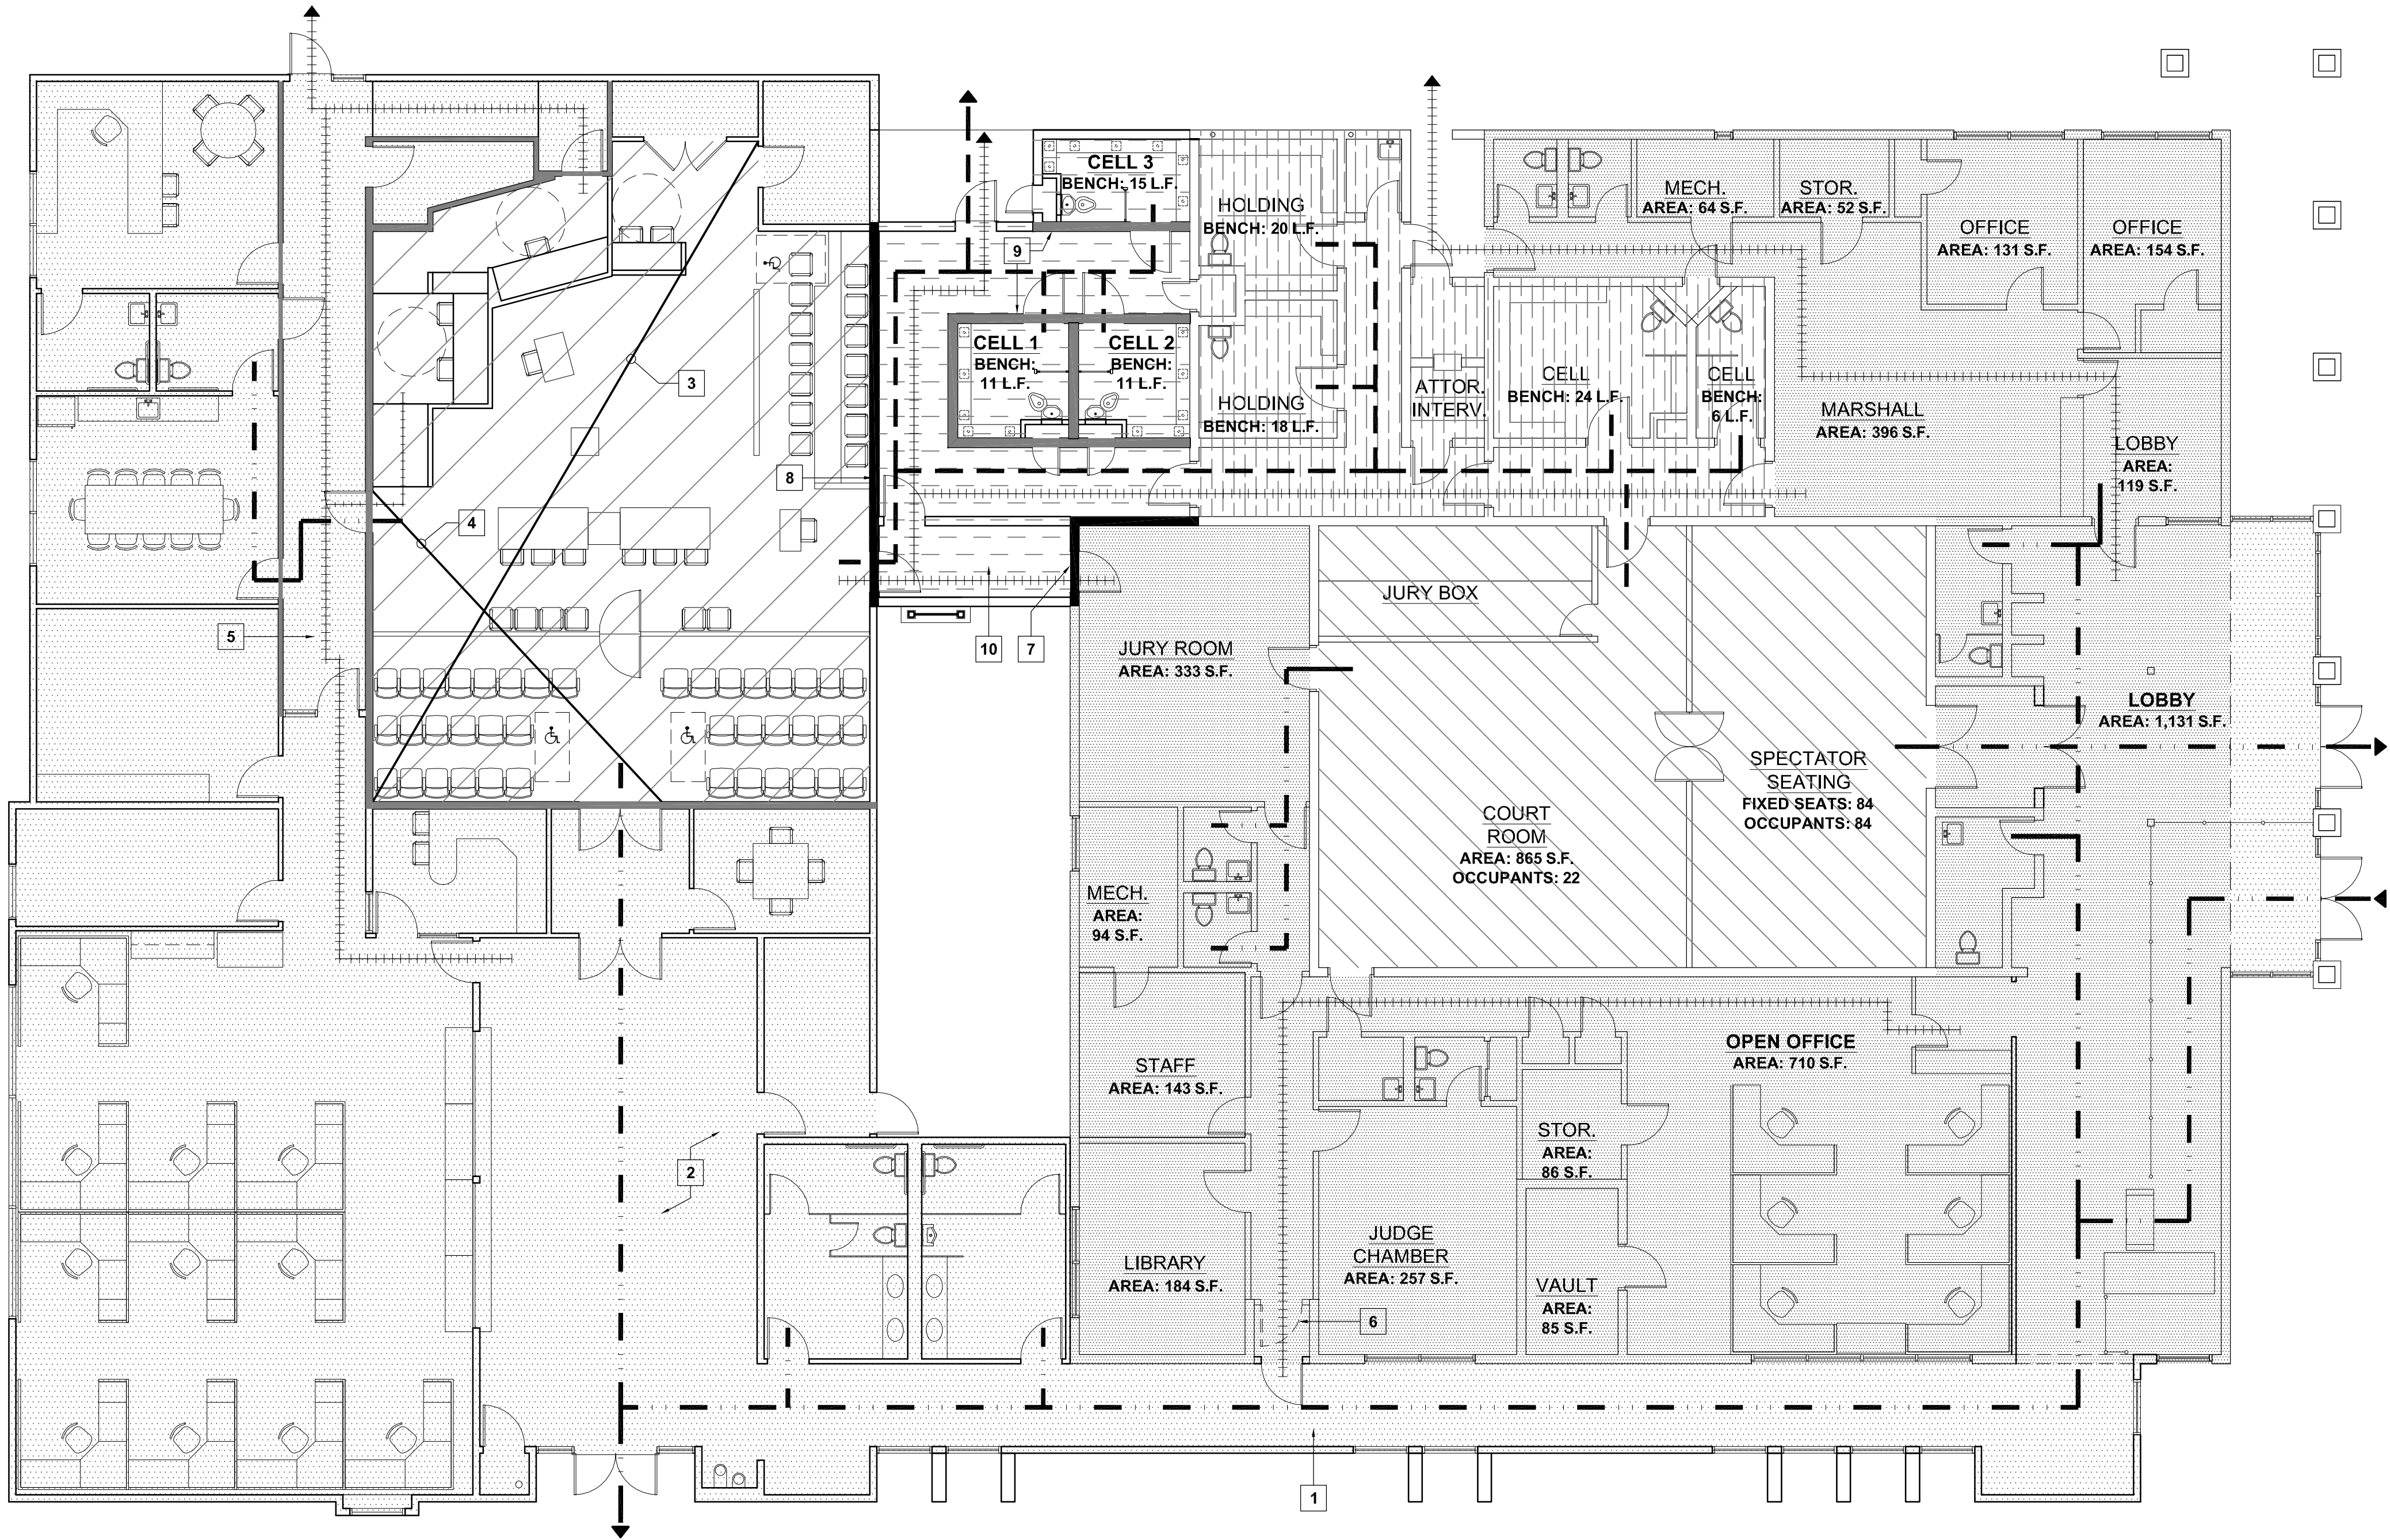 CELL 3
BENCH: 15 L.F.
HOLDING
BENCH: 20 L.F.
MECH.
AREA: 64 S.F.
STOR.
AREA: 52 S.F.
OFFICE
AREA: 131 S.F.
OFFICE
AREA: 154 S.F.
9
CELL 1
BENCH:
11 L.F.
CELL 2
BENCH:
11 L.F.
3
HOLDING
BENCH: 18 L.F.
ATTOR.
INTERV.
CELL
BENCH: 24 L.F.
CELL
BENCH:
6 L.F.
MARSHALL
AREA: 396 S.F.
LOBBY
AREA:
119 S.F.
8
4
5
10
7
JURY BOX
JURY ROOM
AREA: 333 S.F.
LOBBY
AREA: 1,131 S.F.
SPECTATOR
SEATING
FIXED SEATS: 84
OCCUPANTS: 84
COURT
ROOM
AREA: 865 S.F.
OCCUPANTS: 22
MECH.
AREA:
94 S.F.
OPEN OFFICE
AREA: 710 S.F.
STAFF
AREA: 143 S.F.
STOR.
AREA:
86 S.F.
2
JUDGE
CHAMBER
AREA: 257 S.F.
LIBRARY
AREA: 184 S.F.
VAULT
AREA:
85 S.F.
6
1